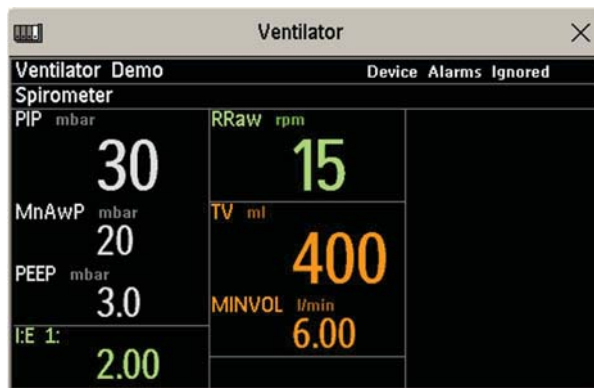 Ventilator
Ventilator Demo Device Alarms Ignored
Spirometer
PIP mbar
30
MnAwP mbar
20
PEEP mbar
3.0
I:E 1:
2.00
RRaw rpm
15
TV ml
400
MINVOL l/min
6.00